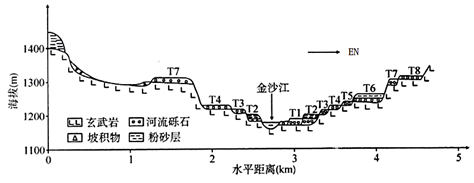 EN
1400
1300
1200
1100
海拔(m)
T7
T4
T3
T2
金沙江
T1
T2
T3
T4
T5
T6
T7
T8
玄武岩 河流砾石
坡积物 粉砂层
0 1 2 3 4 5
水平距离(km)